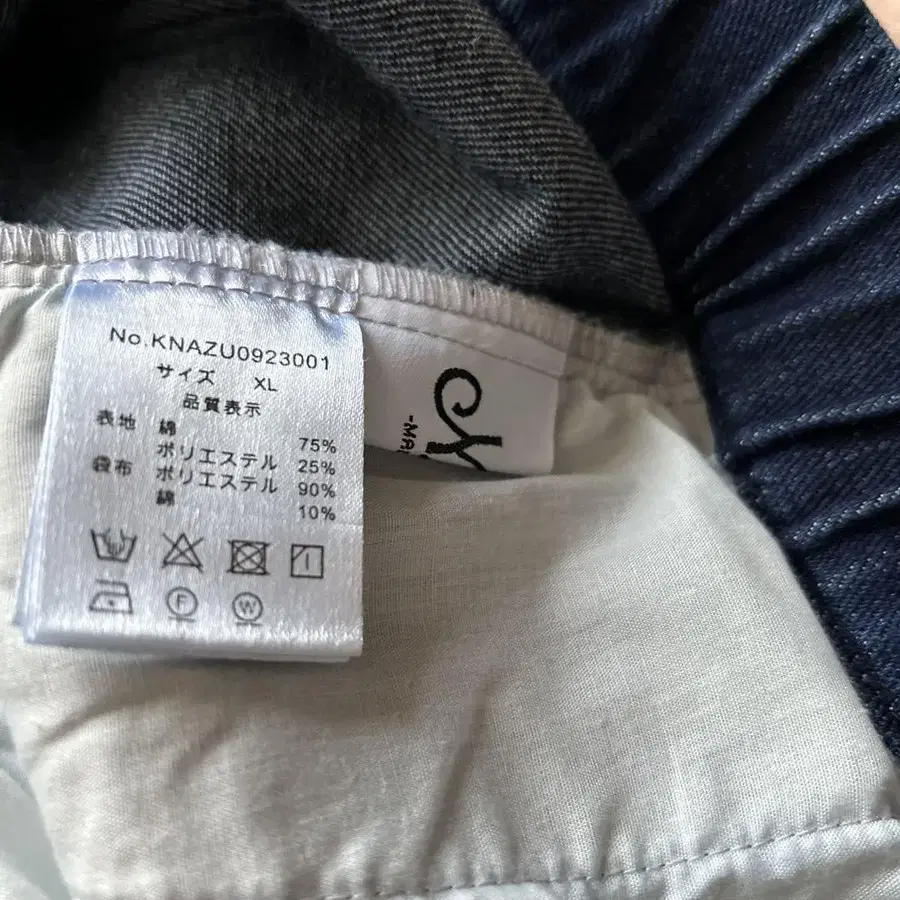 No.KNAZU0923001
サイズ XL
品質表示
表地 綿 75%
ポリエステル 25%
袋布 ポリエステル 90%
綿 10%
F W